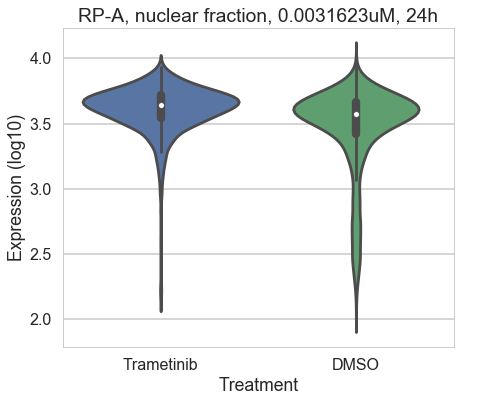 RP-A, nuclear fraction, 0.0031623uM, 24h
Expression (log10)
4.0
3.5
3.0
2.5
2.0
Trametinib DMSO
Treatment